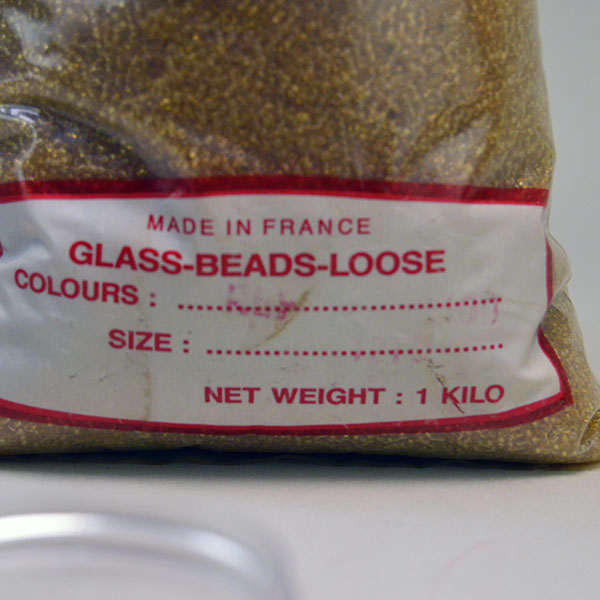 MADE IN FRANCE
GLASS-BEADS-LOOSE
COLOURS : ................................................
SIZE : ............................................
NET WEIGHT : 1 KILO